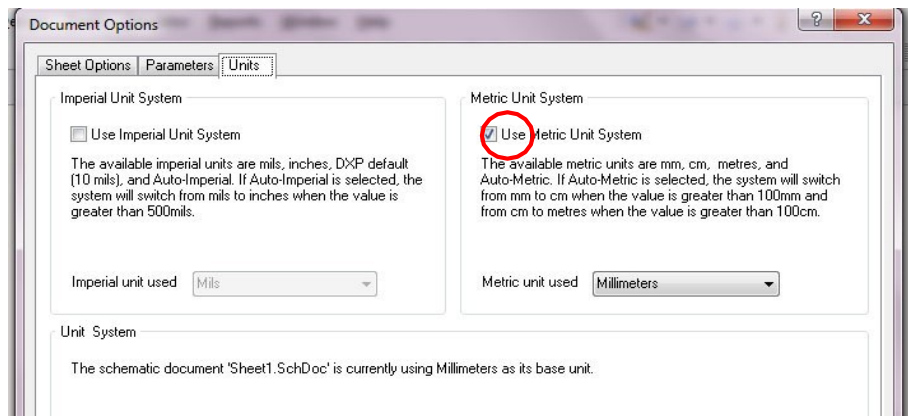 Document Options
Sheet Options Parameters Units
Imperial Unit System
Use Imperial Unit System
The available imperial units are mils, inches, DXP default
(10 mils), and Auto-Imperial. If Auto-Imperial is selected, the
system will switch from mils to inches when the value is
greater than 500mils.
Imperial unit used Mils
Metric Unit System
Use Metric Unit System
The available metric units are mm, cm, metres, and
Auto-Metric. If Auto-Metric is selected, the system will switch
from mm to cm when the value is greater than 100mm and
from cm to metres when the value is greater than 100cm.
Metric unit used Millimeters
Unit System
The schematic document 'Sheet1.SchDoc' is currently using Millimeters as its base unit.